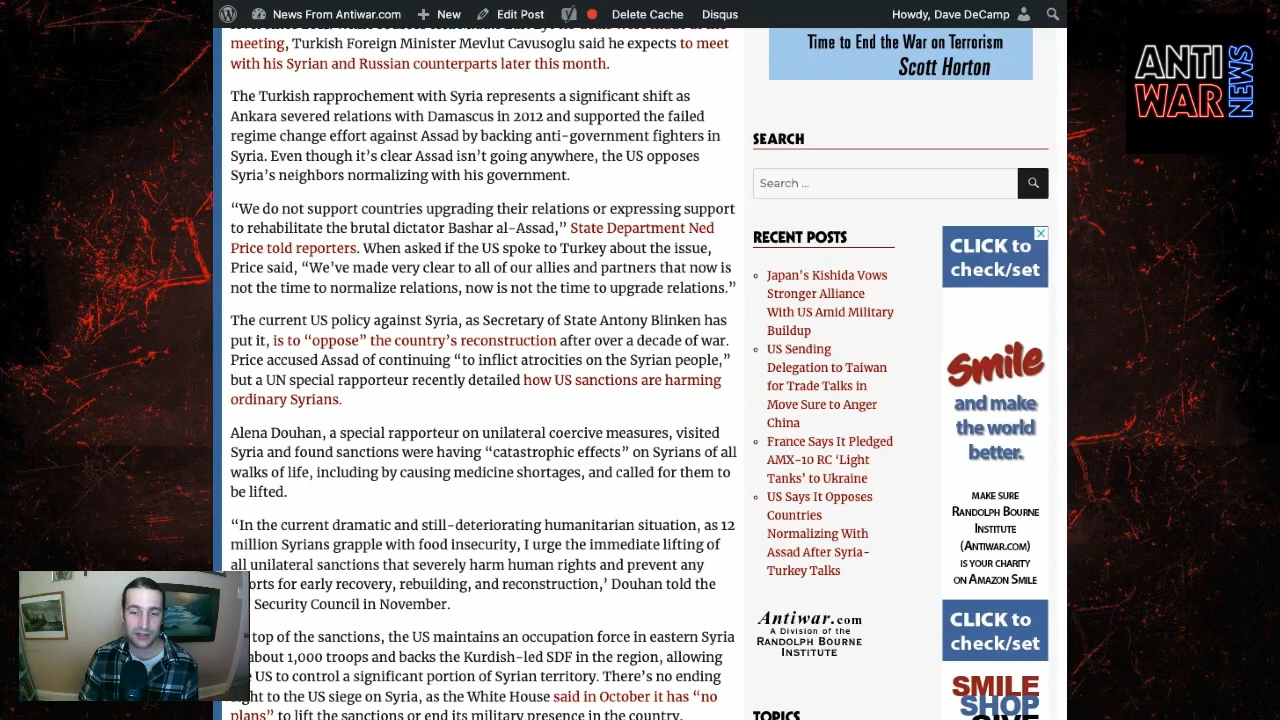 News From Antiwar.com
New
Edit Post
Delete Cache
Disqus
Howdy, Dave DeCamp
meeting, Turkish Foreign Minister Mevlut Cavusoglu said he expects to meet
with his Syrian and Russian counterparts later this month.
The Turkish rapprochement with Syria represents a significant shift as
Ankara severed relations with Damascus in 2012 and supported the failed
regime change effort against Assad by backing anti-government fighters in
Syria. Even though it’s clear Assad isn’t going anywhere, the US opposes
Syria’s neighbors normalizing with his government.
“We do not support countries upgrading their relations or expressing support
to rehabilitate the brutal dictator Bashar al-Assad,” State Department Ned
Price told reporters. When asked if the US spoke to Turkey about the issue,
Price said, “We’ve made very clear to all of our allies and partners that now is
not the time to normalize relations, now is not the time to upgrade relations.”
The current US policy against Syria, as Secretary of State Antony Blinken has
put it, is to “oppose” the country’s reconstruction after over a decade of war.
Price accused Assad of continuing “to inflict atrocities on the Syrian people,”
but a UN special rapporteur recently detailed how US sanctions are harming
ordinary Syrians.
Alena Douhan, a special rapporteur on unilateral coercive measures, visited
Syria and found sanctions were having “catastrophic effects” on Syrians of all
walks of life, including by causing medicine shortages, and called for them to
be lifted.
“In the current dramatic and still-deteriorating humanitarian situation, as 12
million Syrians grapple with food insecurity, I urge the immediate lifting of
all unilateral sanctions that severely harm human rights and prevent any
orts for early recovery, rebuilding, and reconstruction,’ Douhan told the
Security Council in November.
top of the sanctions, the US maintains an occupation force in eastern Syria
about 1,000 troops and backs the Kurdish-led SDF in the region, allowing
US to control a significant portion of Syrian territory. There’s no ending
ght to the US siege on Syria, as the White House said in October it has “no
plans” to lift the sanctions or end its military presence in the country.
Time to End the War on Terrorism
Scott Horton
SEARCH
Search ...
RECENT POSTS
Japan's Kishida Vows
Stronger Alliance
With US Amid Military
Buildup
US Sending
Delegation to Taiwan
for Trade Talks in
Move Sure to Anger
China
France Says It Pledged
AMX-10 RC ‘Light
Tanks’ to Ukraine
US Says It Opposes
Countries
Normalizing With
Assad After Syria-
Turkey Talks
Antiwar.com
A Division of the
RANDOLPH BOURNE
INSTITUTE
TOPICS
CLICK to
check/set
Smile
and make
the world
better.
MAKE SURE
RANDOLPH BOURNE
INSTITUTE
(ANTIWAR.COM)
IS YOUR CHARITY
ON AMAZON SMILE
CLICK to
check/set
SMILE
SHOP
ANTI
WAR
NEWS